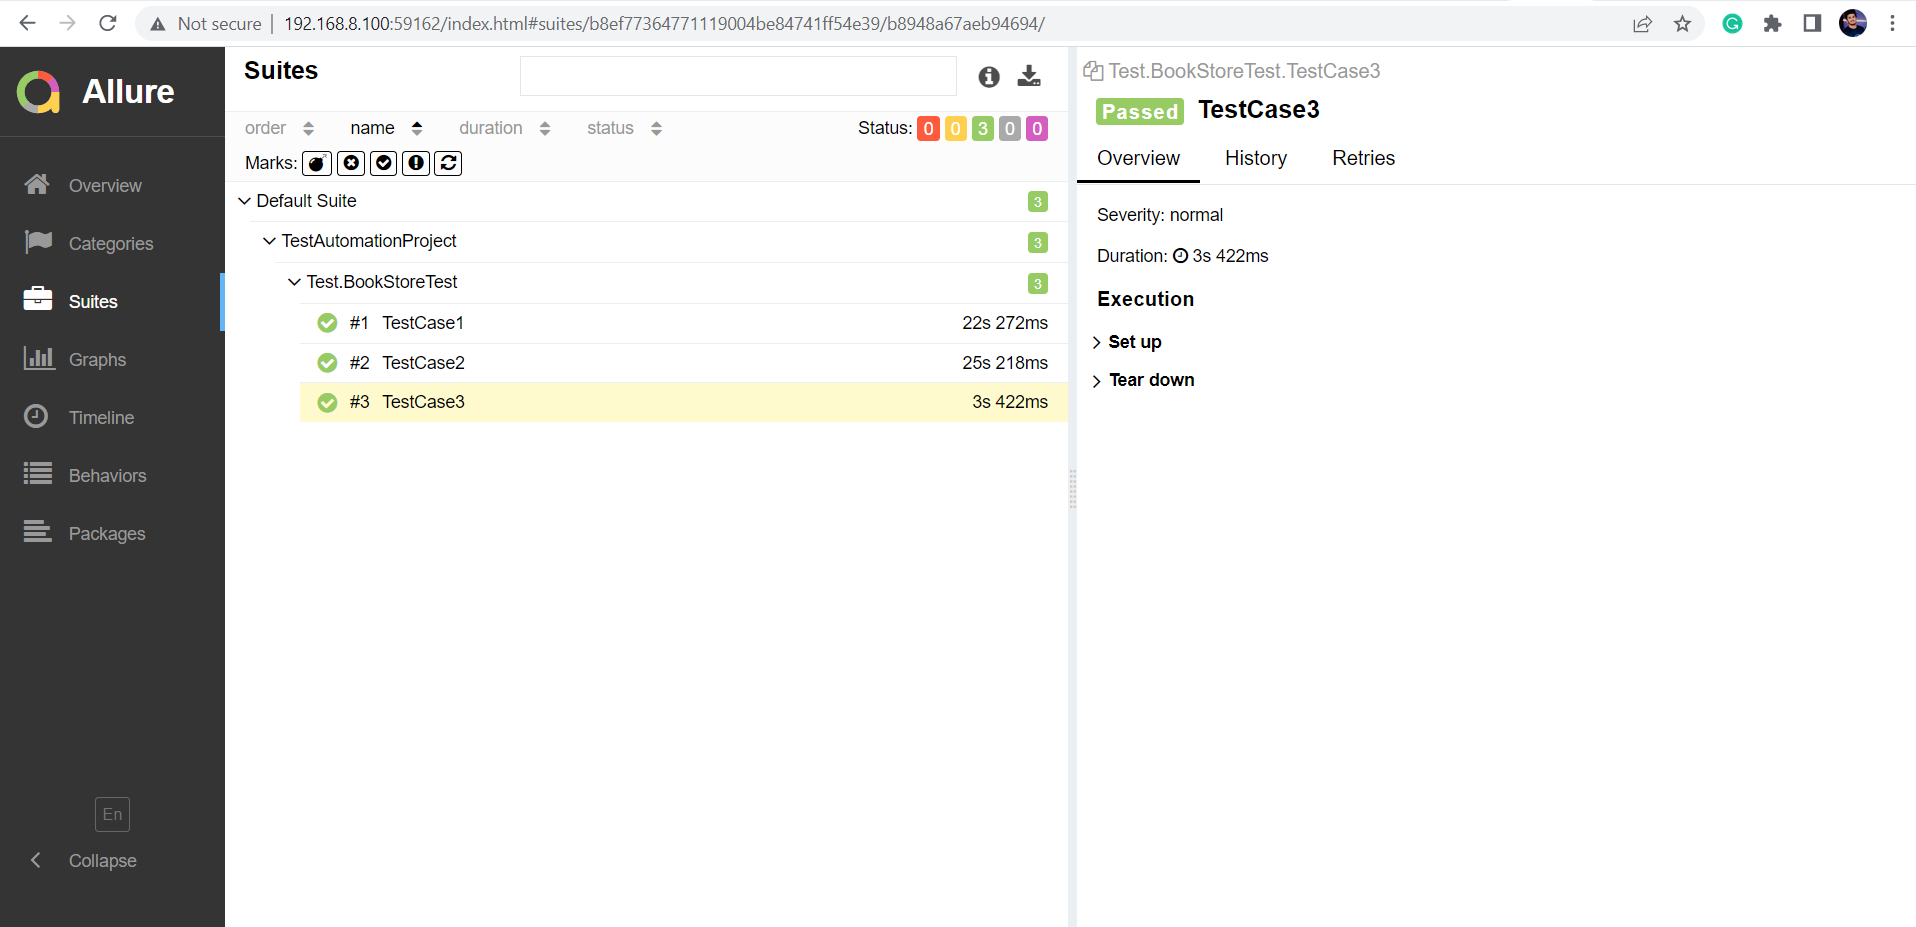 Not secure
192.168.8.100:59162/index.html#suites/b8ef77364771119004be84741ff54e39/b8948a67aeb94694/
Allure
Overview
Categories
Suites
Graphs
Timeline
Behaviors
Packages
En
Collapse
Suites
order name duration status Status: 0 0 3 0 0
Marks:
Default Suite 3
TestAutomationProject 3
Test.BookStoreTest 3
#1 TestCase1 22s 272ms
#2 TestCase2 25s 218ms
#3 TestCase3 3s 422ms
Test.BookStoreTest.TestCase3
Passed TestCase3
Overview History Retries
Severity: normal
Duration: 3s 422ms
Execution
Set up
Tear down